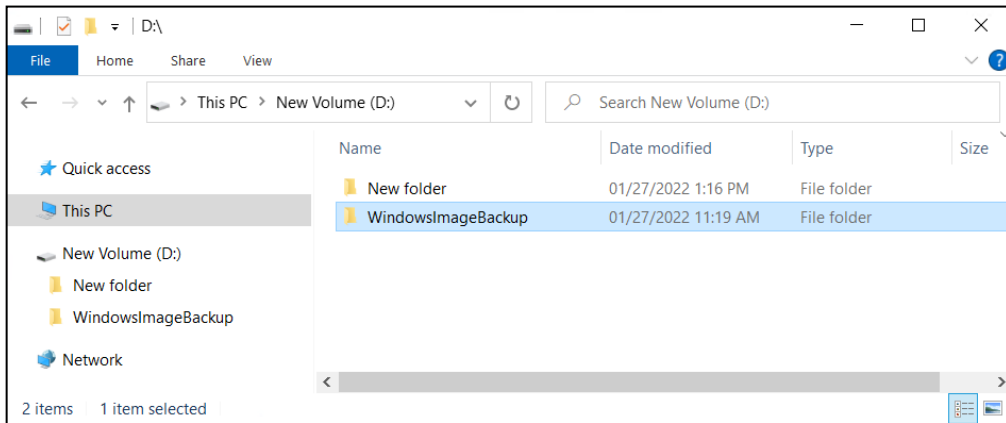 D:\
File Home Share View ?
This PC > New Volume (D:) Search New Volume (D:)
Name Date modified Type Size
Quick access
This PC
New Volume (D:)
New folder
WindowsImageBackup
Network
New folder 01/27/2022 1:16 PM File folder
WindowsImageBackup 01/27/2022 11:19 AM File folder
2 items 1 item selected